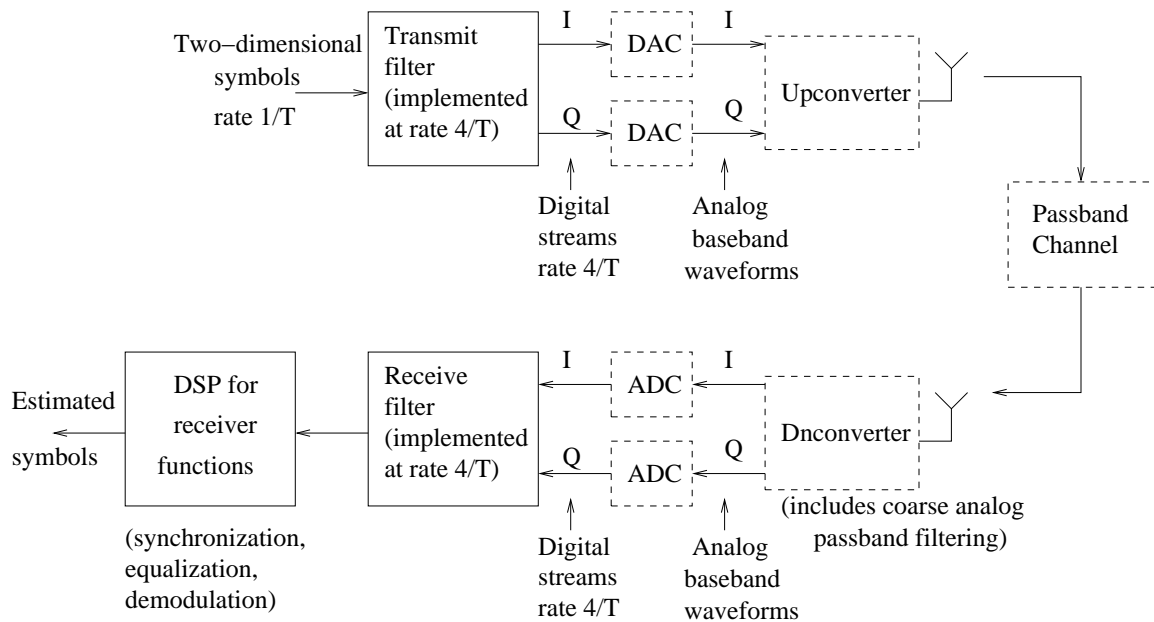 Two−dimensional
symbols
rate 1/T
Transmit
filter
(implemented
at rate 4/T)
I
Q
DAC
DAC
I
Q
Upconverter
Digital
streams
rate 4/T
Analog
baseband
waveforms
Passband
Channel
Estimated
symbols
DSP for
receiver
functions
(synchronization,
equalization,
demodulation)
Receive
filter
(implemented
at rate 4/T)
I
Q
ADC
ADC
I
Q
Dnconverter
(includes coarse analog
passband filtering)
Digital
streams
rate 4/T
Analog
baseband
waveforms